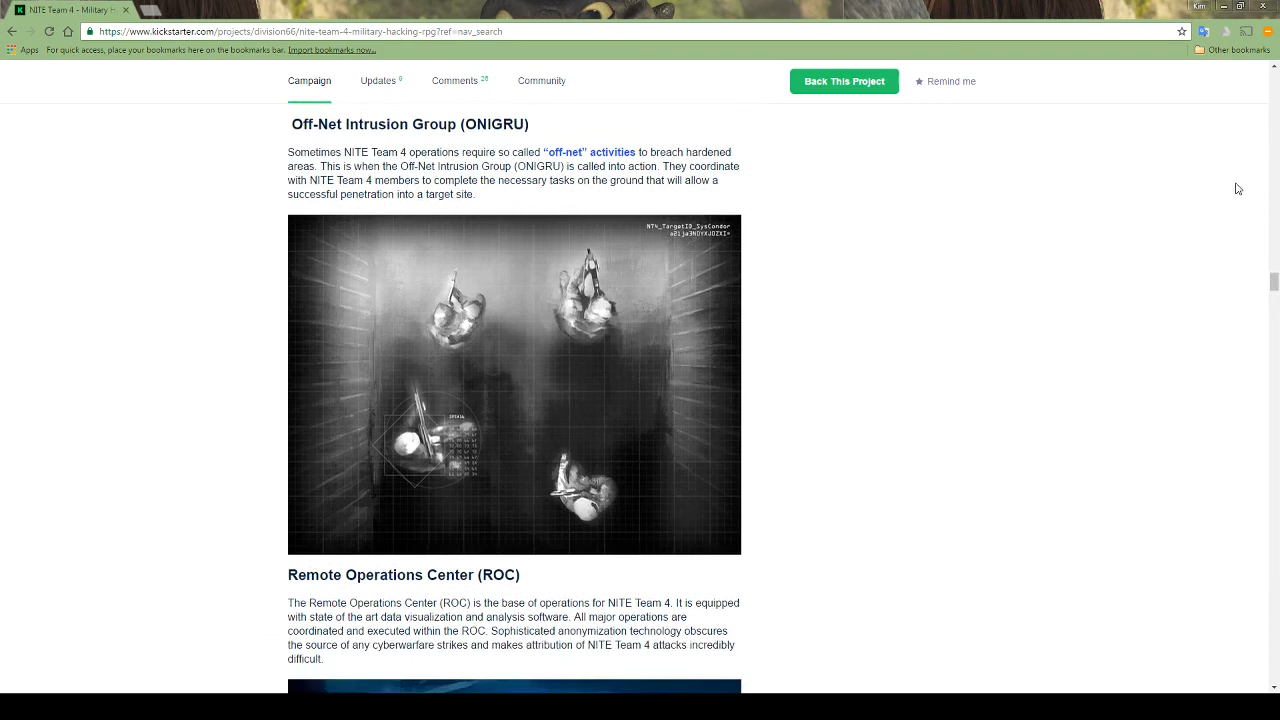 NITE Team 4 - Military H
Kim
https://www.kickstarter.com/projects/division66/nite-team-4-military-hacking-rpg?ref=nav_search
Apps For quick access, place your bookmarks here on the bookmarks bar. Import bookmarks now... Other bookmarks
Campaign Updates 6 Comments 26 Community Back This Project Remind me
Off-Net Intrusion Group (ONIGRU)
Sometimes NITE Team 4 operations require so called “off-net” activities to breach hardened
areas. This is when the Off-Net Intrusion Group (ONIGRU) is called into action. They coordinate
with NITE Team 4 members to complete the necessary tasks on the ground that will allow a
successful penetration into a target site.
NT4_TargetID_SysCondor
Remote Operations Center (ROC)
The Remote Operations Center (ROC) is the base of operations for NITE Team 4. It is equipped
with state of the art data visualization and analysis software. All major operations are
coordinated and executed within the ROC. Sophisticated anonymization technology obscures
the source of any cyberwarfare strikes and makes attribution of NITE Team 4 attacks incredibly
difficult.